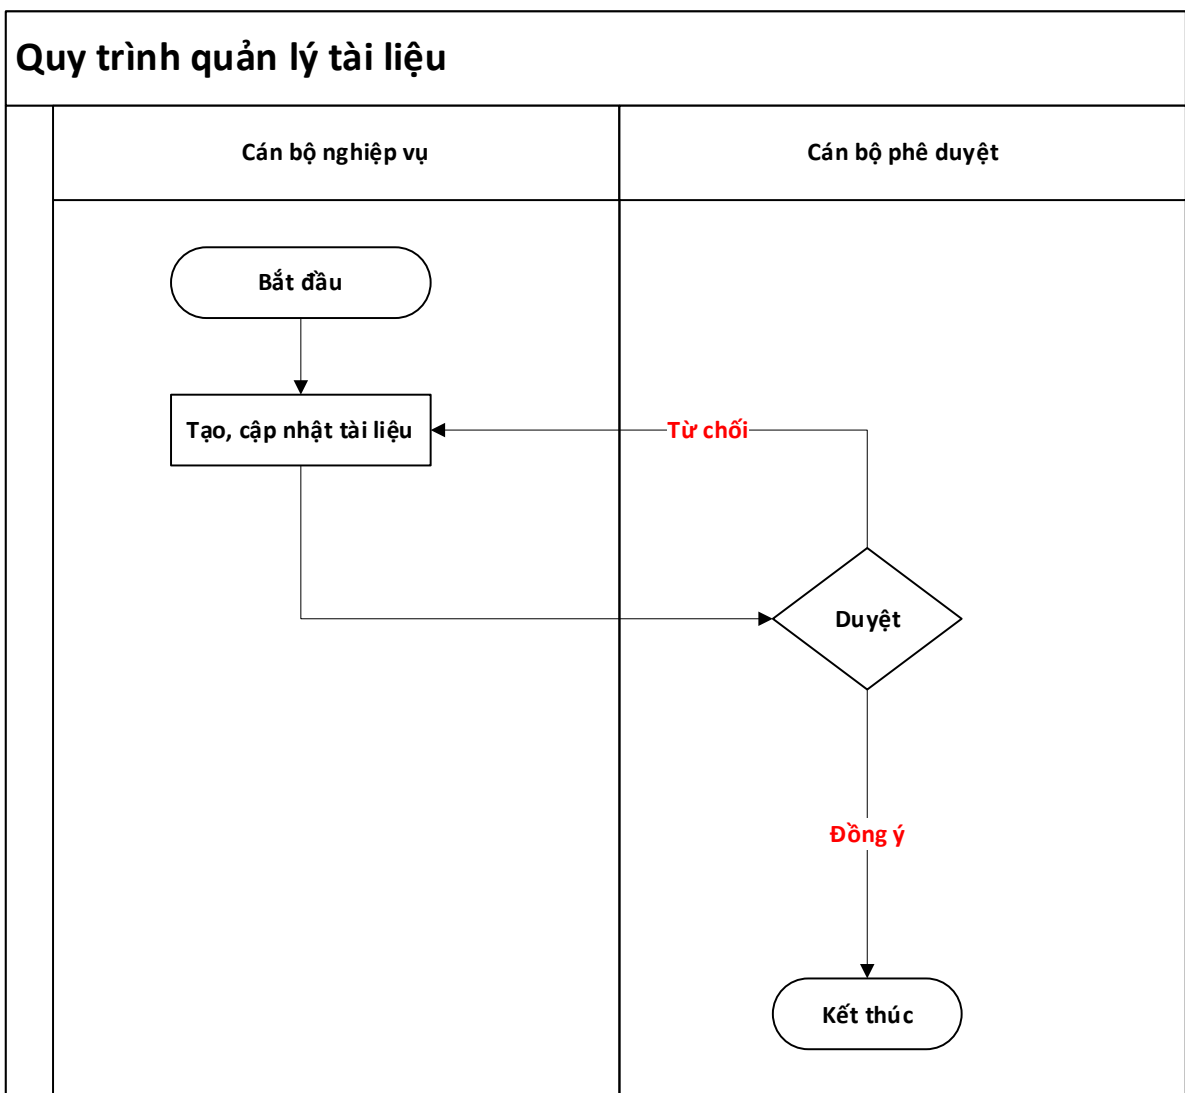 Quy trình quản lý tài liệu
Cán bộ nghiệp vụ
Cán bộ phê duyệt
Bắt đầu
Tạo, cập nhật tài liệu
Từ chối
Duyệt
Đồng ý
Kết thúc